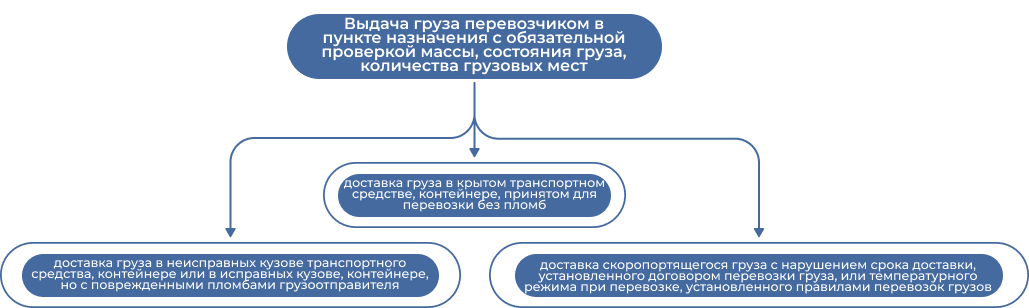 Выдача груза перевозчиком в
пункте назначения с обязательной
проверкой массы, состояния груза,
количества грузовых мест
доставка груза в крытом транспортном
средстве, контейнере, принятом для
перевозки без пломб
доставка груза в неисправных кузове транспортного
средства, контейнере или в исправных кузове, контейнере,
но с поврежденными пломбами грузоотправителя
доставка скоропортящегося груза с нарушением срока доставки,
установленного договором перевозки груза, или температурного
режима при перевозке, установленного правилами перевозок грузов